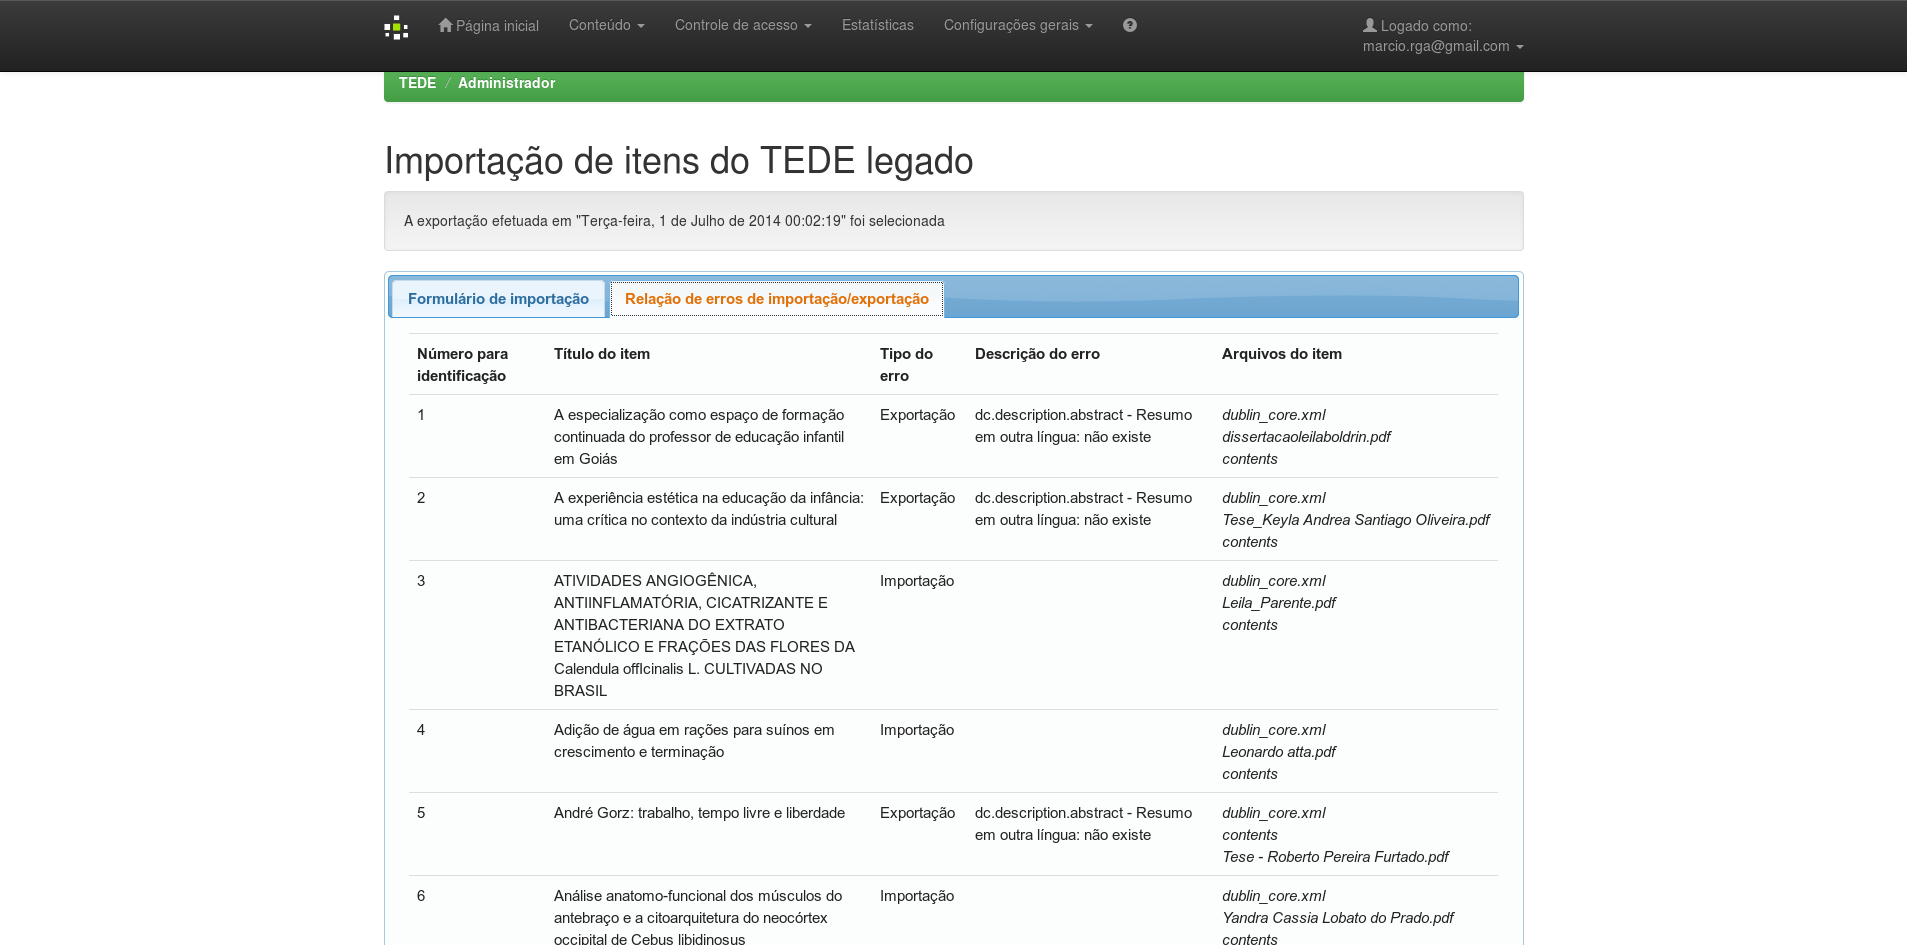 Página inicial Conteúdo Controle de acesso Estatísticas Configurações gerais Logado como:
marcio.rga@gmail.com
TEDE / Administrador
Importação de itens do TEDE legado
A exportação efetuada em "Terça-feira, 1 de Julho de 2014 00:02:19" foi selecionada
Formulário de importação Relação de erros de importação/exportação
Número para Título do item Tipo do Descrição do erro Arquivos do item
identificação erro
1 A especialização como espaço de formação Exportação dc.description.abstract - Resumo dublin_core.xml
continuada do professor de educação infantil em outra língua: não existe dissertacaoleilaboldrin.pdf
em Goiás contents
2 A experiência estética na educação da infância: Exportação dc.description.abstract - Resumo dublin_core.xml
uma crítica no contexto da indústria cultural em outra língua: não existe Tese_Keyla Andrea Santiago Oliveira.pdf
contents
3 ATIVIDADES ANGIOGÊNICA, Importação dublin_core.xml
ANTIINFLAMATÓRIA, CICATRIZANTE E Leila_Parente.pdf
ANTIBACTERIANA DO EXTRATO contents
ETANÓLICO E FRAÇÕES DAS FLORES DA
Calendula offIcinalis L. CULTIVADAS NO
BRASIL
4 Adição de água em rações para suínos em Importação dublin_core.xml
crescimento e terminação Leonardo atta.pdf
contents
5 André Gorz: trabalho, tempo livre e liberdade Exportação dc.description.abstract - Resumo dublin_core.xml
em outra língua: não existe contents
Tese - Roberto Pereira Furtado.pdf
6 Análise anatomo-funcional dos músculos do Importação dublin_core.xml
antebraço e a citoarquitetura do neocórtex Yandra Cassia Lobato do Prado.pdf
occipital de Cebus libidinosus contents